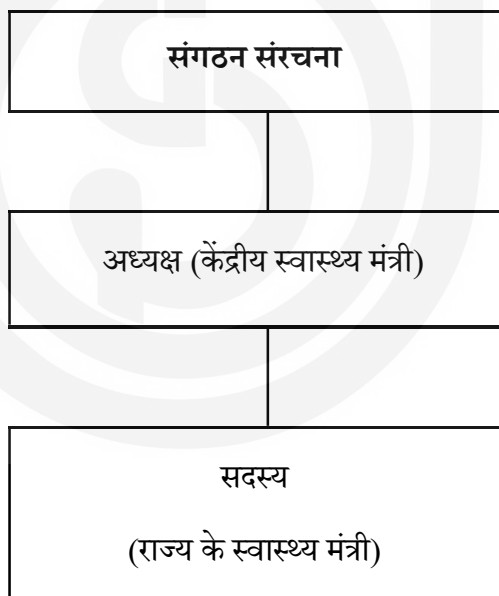 संगठन संरचना
अध्यक्ष (केंद्रीय स्वास्थ्य मंत्री)
सदस्य
(राज्य के स्वास्थ्य मंत्री)